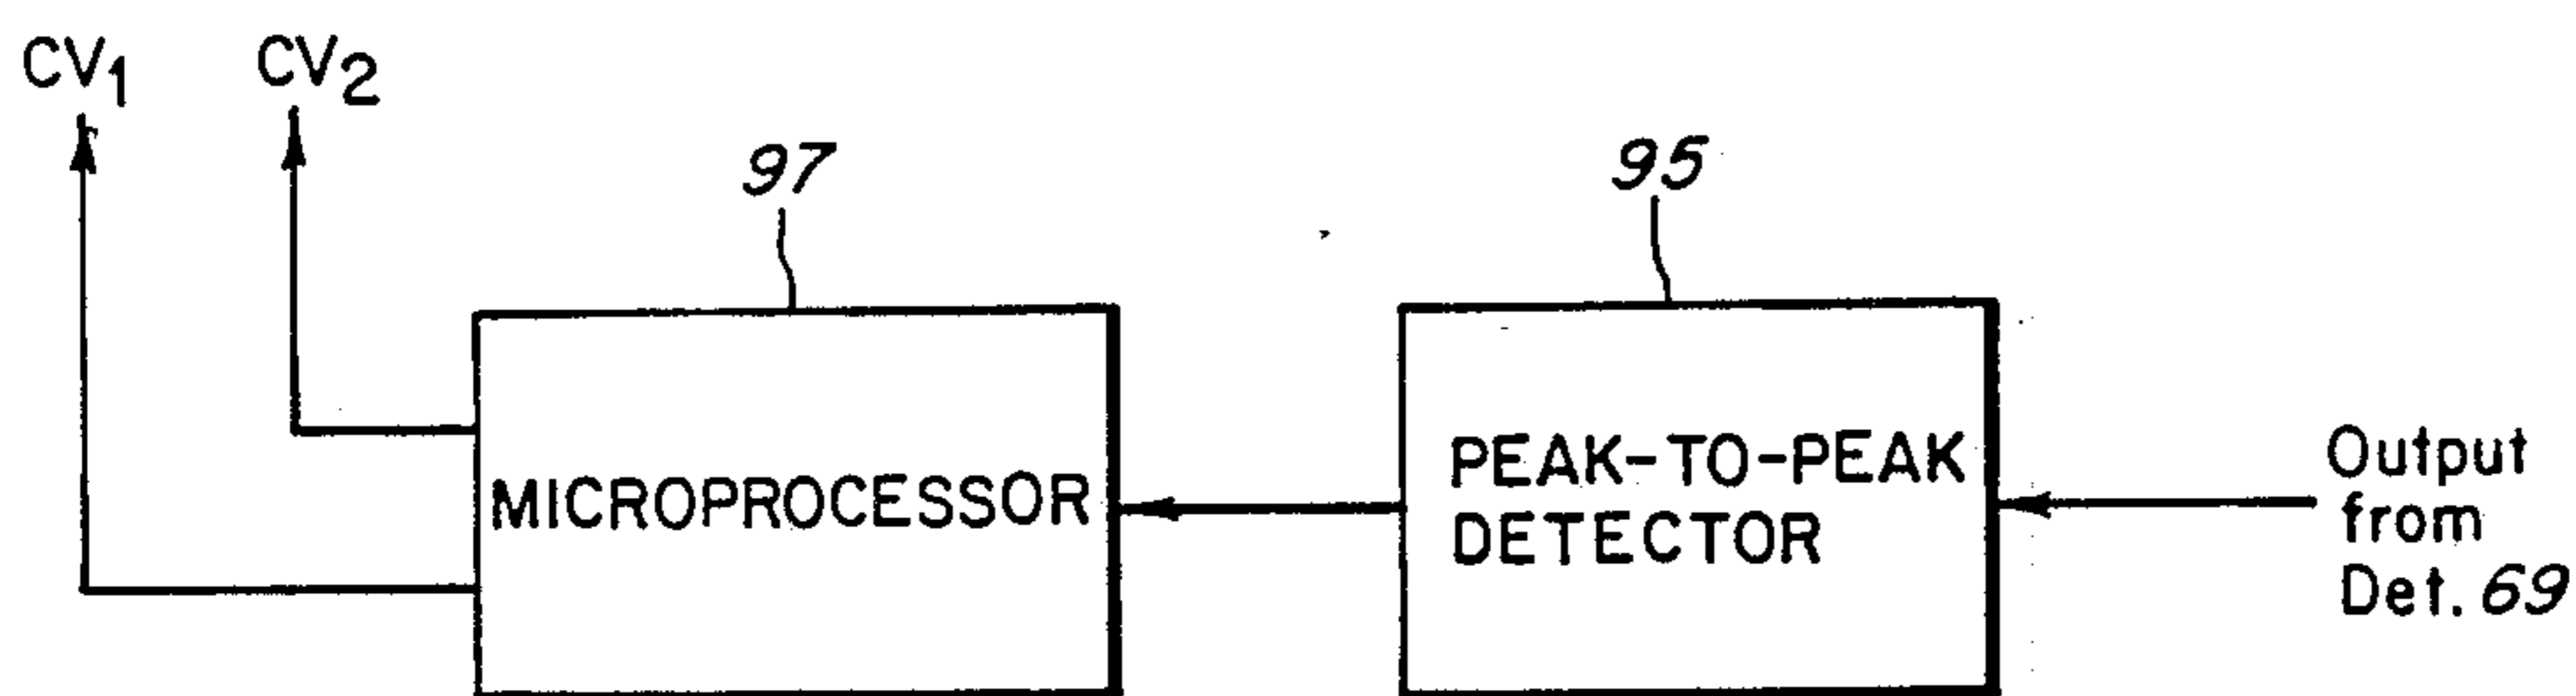 CV1 CV2
97
95
MICROPROCESSOR
PEAK-TO-PEAK
DETECTOR
Output
from
Det. 69